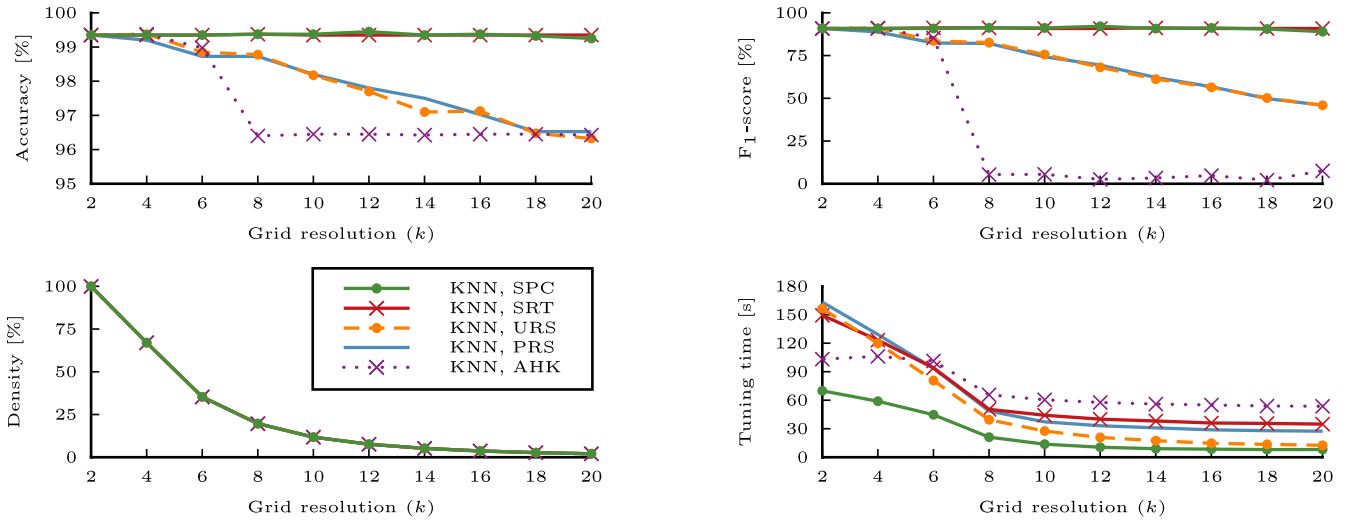 Accuracy [%]
100
99
98
97
96
95
2 4 6 8 10 12 14 16 18 20
Grid resolution (k)
F1-score [%]
100
75
50
25
0
2 4 6 8 10 12 14 16 18 20
Grid resolution (k)
Density [%]
100
75
50
25
0
2 4 6 8 10 12 14 16 18 20
Grid resolution (k)
KNN, SPC
KNN, SRT
KNN, URS
KNN, PRS
KNN, AHK
Tuning time [s]
180
150
120
90
60
30
0
2 4 6 8 10 12 14 16 18 20
Grid resolution (k)